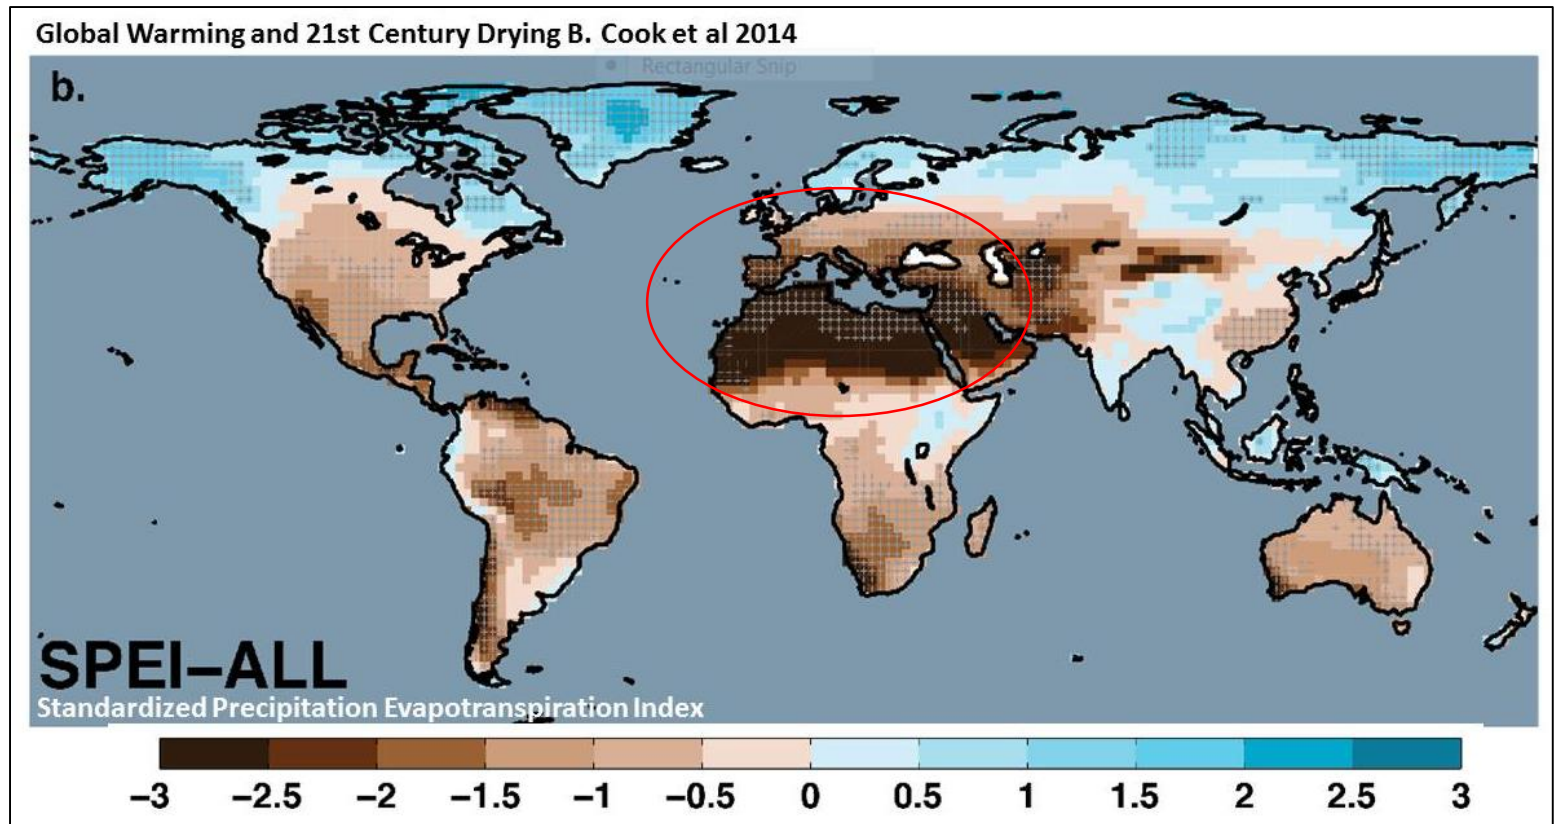 Global Warming and 21st Century Drying B. Cook et al 2014
Rectangular Snip
b.
SPEI–ALL
Standardized Precipitation Evapotranspiration Index
−3 −2.5 −2 −1.5 −1 −0.5 0 0.5 1 1.5 2 2.5 3